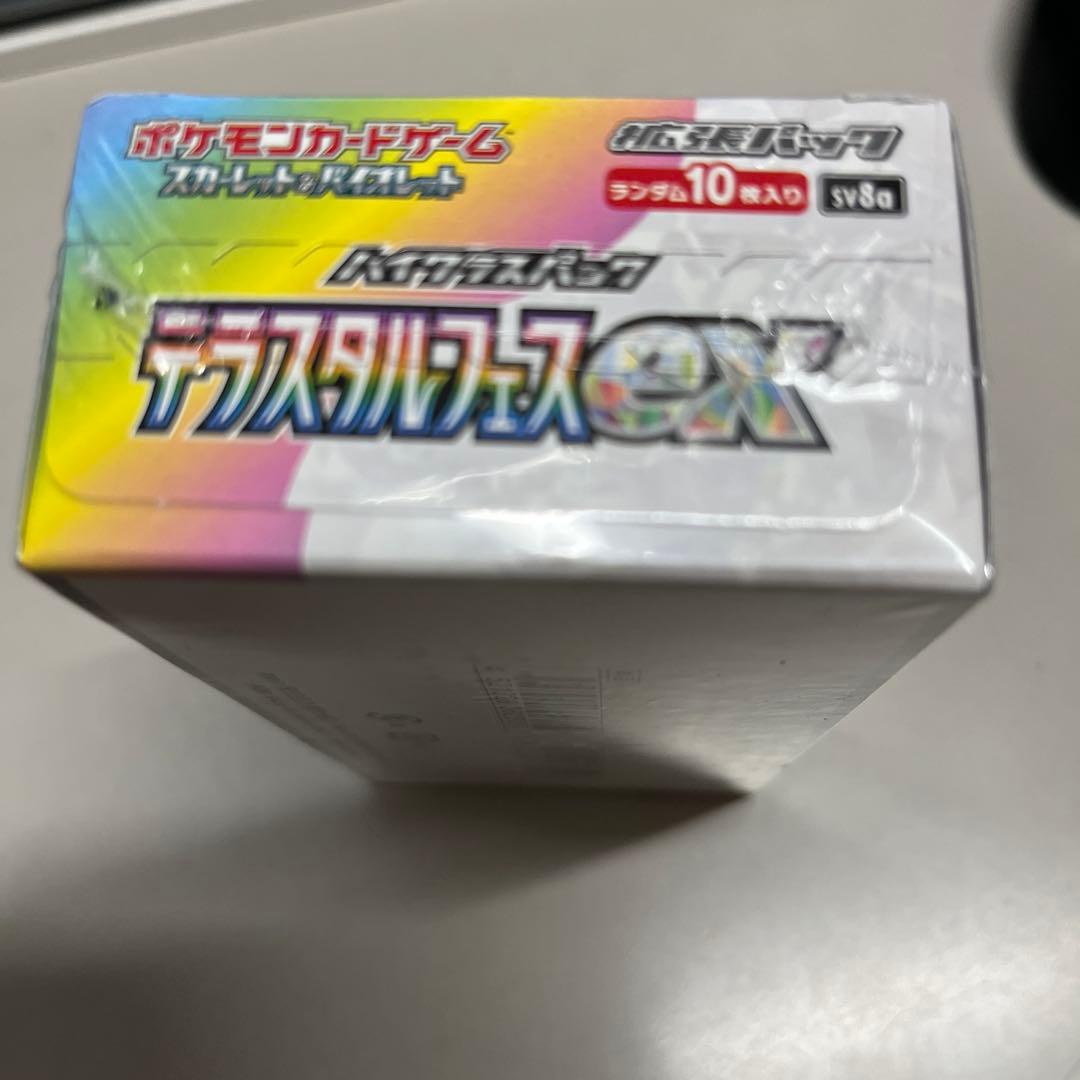 ポケモンカードゲーム
スカーレット&バイオレット
拡張パック
ランダム10枚入り
sv8a
ハイクラスパック
テラスタルフェスex